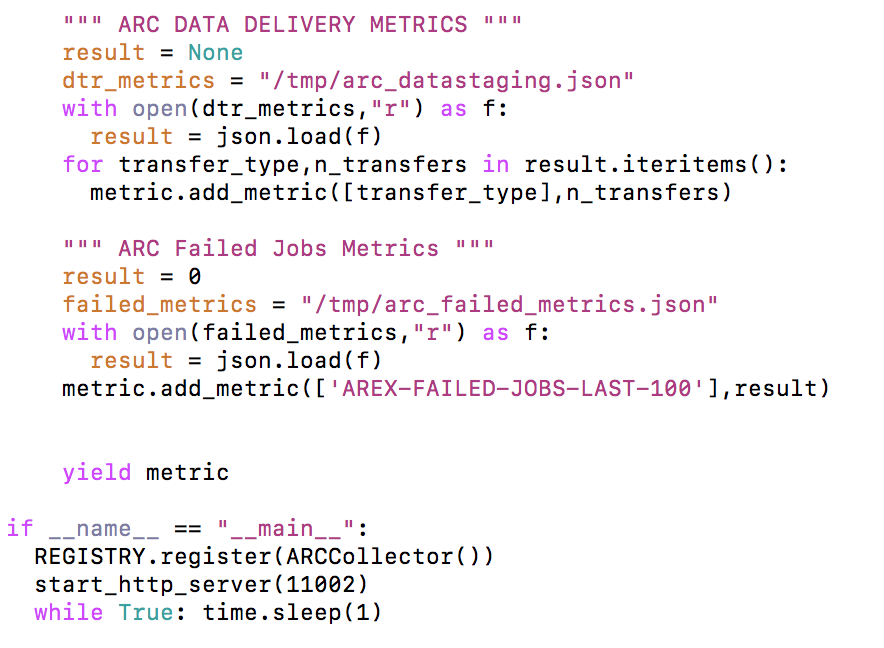 """ ARC DATA DELIVERY METRICS """
    result = None
    dtr_metrics = "/tmp/arc_datastaging.json"
    with open(dtr_metrics,"r") as f:
      result = json.load(f)
    for transfer_type,n_transfers in result.iteritems():
      metric.add_metric([transfer_type],n_transfers)

    """ ARC Failed Jobs Metrics """
    result = 0
    failed_metrics = "/tmp/arc_failed_metrics.json"
    with open(failed_metrics,"r") as f:
      result = json.load(f)
    metric.add_metric(['AREX-FAILED-JOBS-LAST-100'],result)


    yield metric

if __name__ == "__main__":
  REGISTRY.register(ARCCollector())
  start_http_server(11002)
  while True: time.sleep(1)